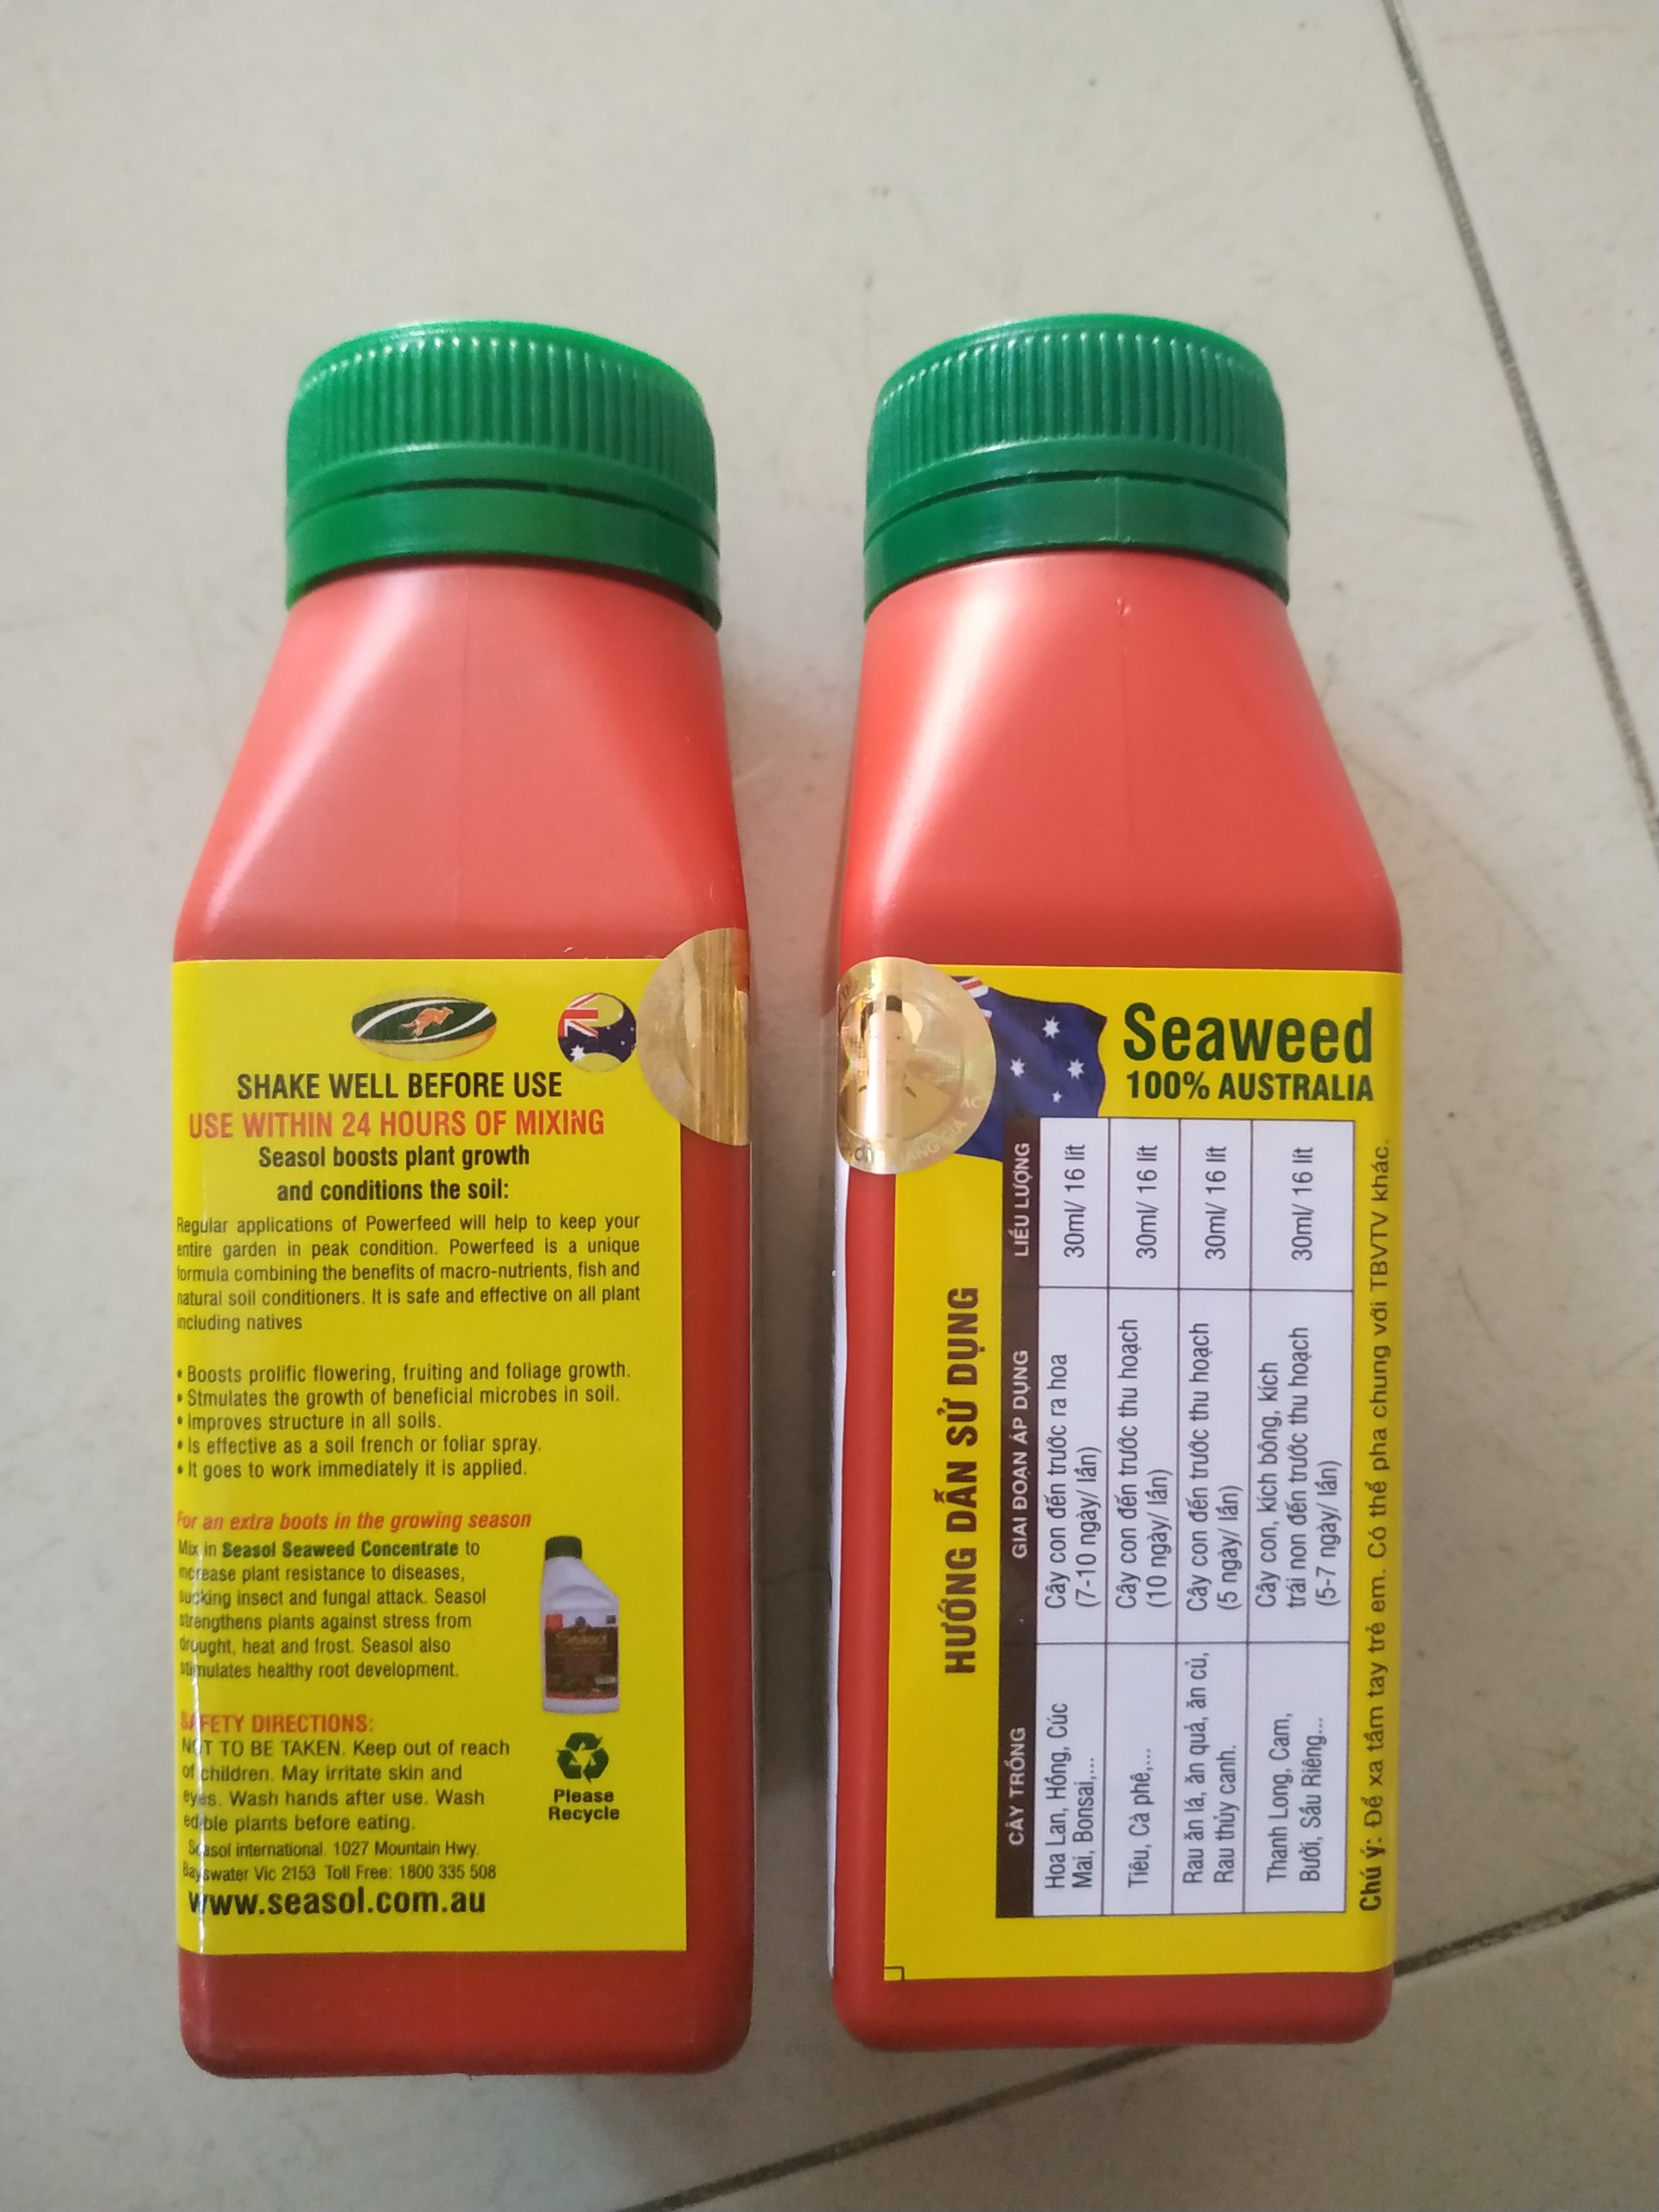 SHAKE WELL BEFORE USE
USE WITHIN 24 HOURS OF MIXING
Seasol boosts plant growth
and conditions the soil:
Regular applications of Powerfeed will help to keep your
entire garden in peak condition. Powerfeed is a unique
formula combining the benefits of macro-nutrients, fish and
natural soil conditioners. It is safe and effective on all plant
including natives
• Boosts prolific flowering, fruiting and foliage growth.
• Stmulates the growth of beneficial microbes in soil.
• improves structure in all soils.
• Is effective as a soil french or foliar spray.
• It goes to work immediately it is applied.
For an extra boots in the growing season
Mix in Seasol Seaweed Concentrate to
increase plant resistance to diseases,
sucking insect and fungal attack. Seasol
strengthens plants against stress from
drought, heat and frost. Seasol also
stimulates healthy root development.
Seasol
SAFETY DIRECTIONS:
NOT TO BE TAKEN. Keep out of reach
of children. May irritate skin and
eyes. Wash hands after use. Wash
edible plants before eating.
Please
Recycle
Seasol international. 1027 Mountain Hwy.
Bayswater Vic 2153 Toll Free: 1800 335 508
www.seasol.com.au
Seaweed
100% AUSTRALIA
HƯỚNG DẪN SỬ DỤNG
CÂY TRỒNG GIAI ĐOẠN ÁP DỤNG LIỀU LƯỢNG
Hoa Lan, Hồng, Cúc Cây con đến trước ra hoa 30ml/ 16 lít
Mai, Bonsai,... (7-10 ngày/ lần)
Tiêu, Cà phê,... Cây con đến trước thu hoạch 30ml/ 16 lít
(10 ngày/ lần)
Rau ăn lá, ăn quả, ăn củ, Cây con đến trước thu hoạch 30ml/ 16 lít
Rau thủy canh. (5 ngày/ lần)
Thanh Long, Cam, Cây con, kích bông, kích 30ml/ 16 lít
Bưởi, Sầu Riêng... trái non đến trước thu hoạch
(5-7 ngày/ lần)
Chú ý: Để xa tầm tay trẻ em. Có thể pha chung với TBVTV khác.